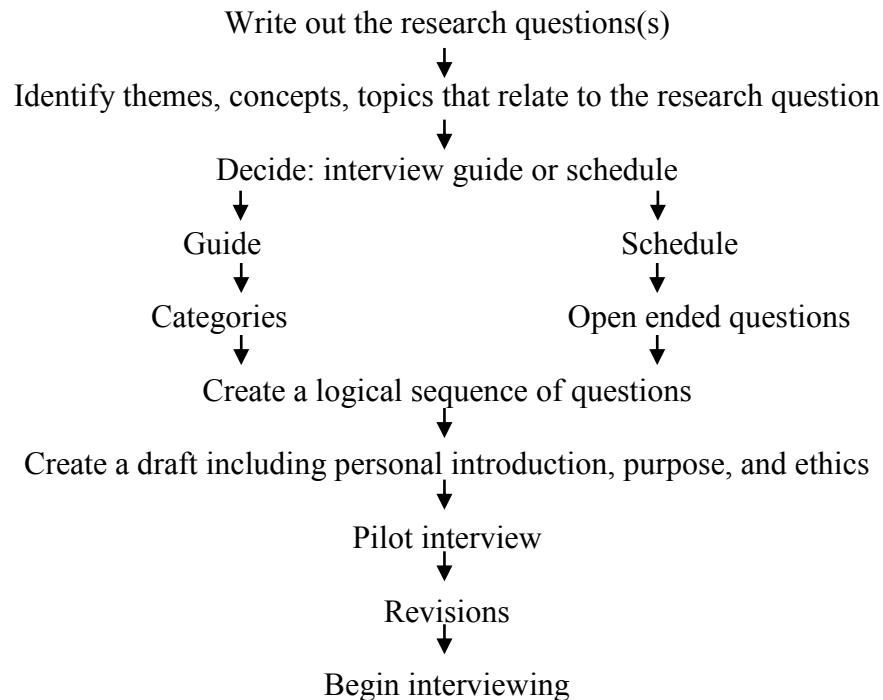 Write out the research questions(s)
Identify themes, concepts, topics that relate to the research question
Decide: interview guide or schedule
Guide
Schedule
Categories
Open ended questions
Create a logical sequence of questions
Create a draft including personal introduction, purpose, and ethics
Pilot interview
Revisions
Begin interviewing